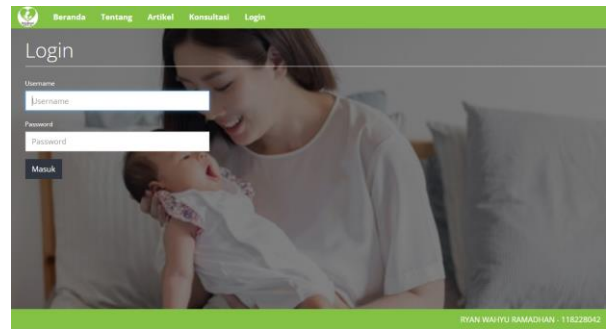 Beranda Tentang Artikel Konsultasi Login
Login
Username
Username
Password
Password
Masuk
RYAN WAHYU RAMADHAN - 118228042